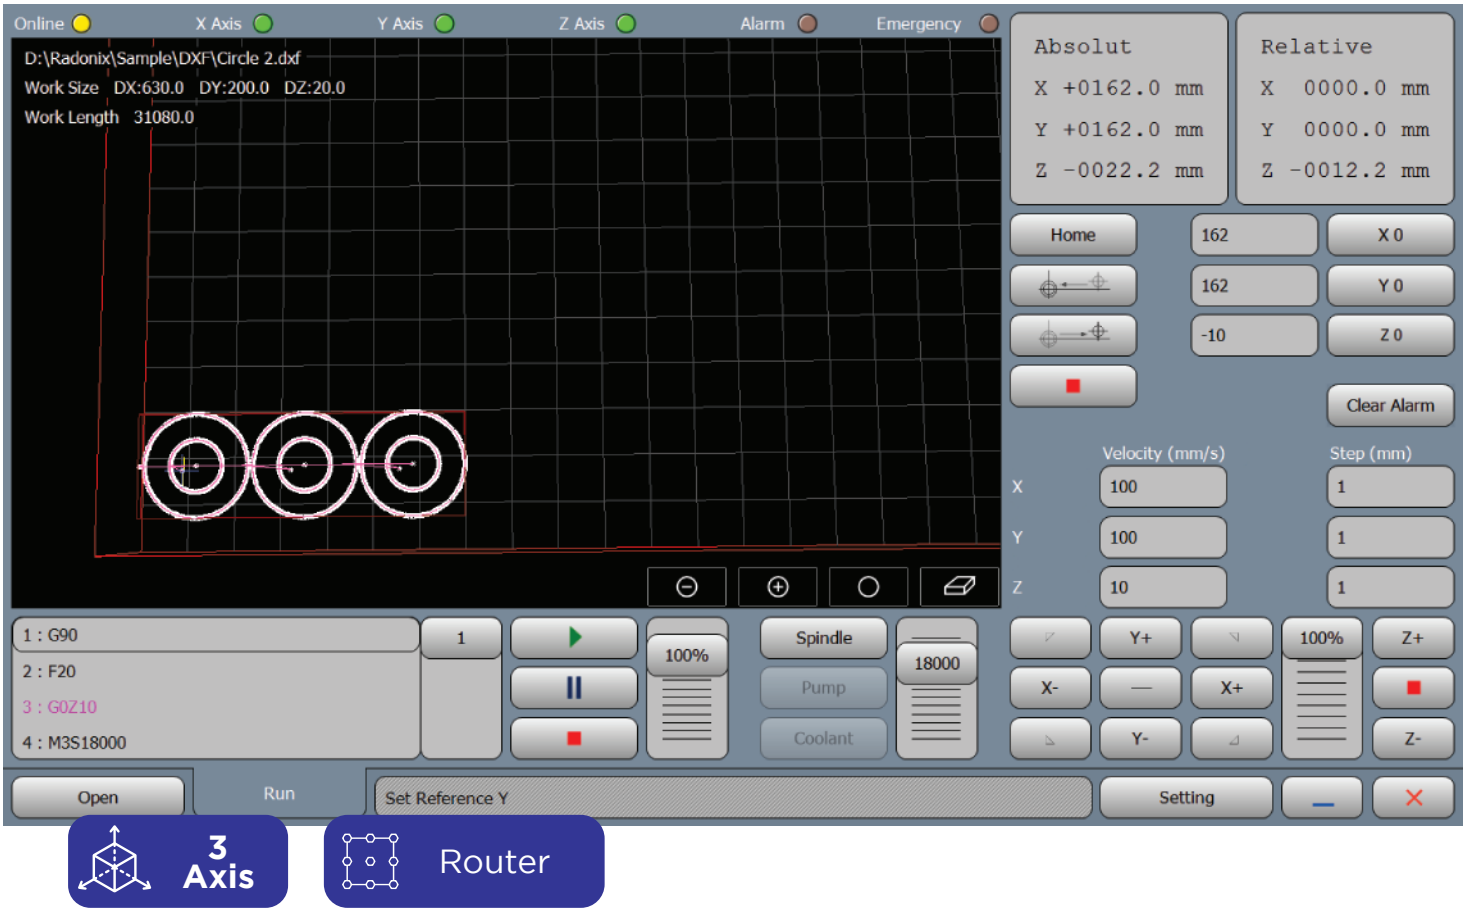 Online X Axis Y Axis Z Axis Alarm Emergency
D:\Radonix\Sample\DXF\Circle 2.dxf
Work Size DX:630.0 DY:200.0 DZ:20.0
Work Length 31080.0
Absolut
X +0162.0 mm
Y +0162.0 mm
Z -0022.2 mm
Relative
X 0000.0 mm
Y 0000.0 mm
Z -0012.2 mm
Home 162 X 0
162 Y 0
-10 Z 0
Clear Alarm
Velocity (mm/s) Step (mm)
X 100 1
Y 100 1
Z 10 1
1 : G90
2 : F20
3 : G0Z10
4 : M3S18000
1
100%
Spindle
Pump
Coolant
18000
Y+ 100% Z+
X- X+
Y- Z-
Open Run Set Reference Y Setting
3
Axis
Router